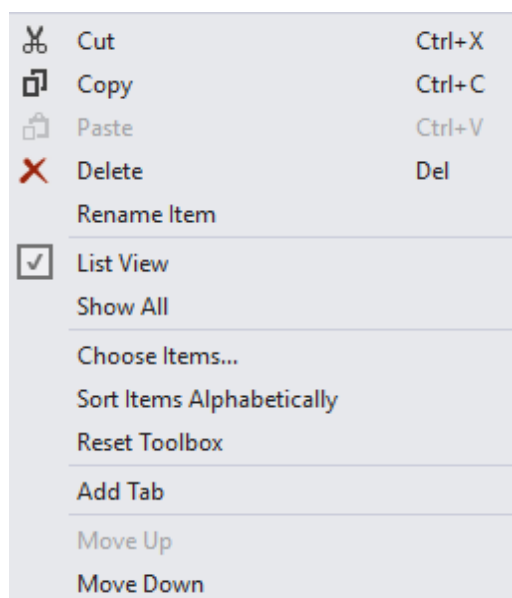 Cut Ctrl+X
Copy Ctrl+C
Paste Ctrl+V
Delete Del
Rename Item
List View
Show All
Choose Items...
Sort Items Alphabetically
Reset Toolbox
Add Tab
Move Up
Move Down